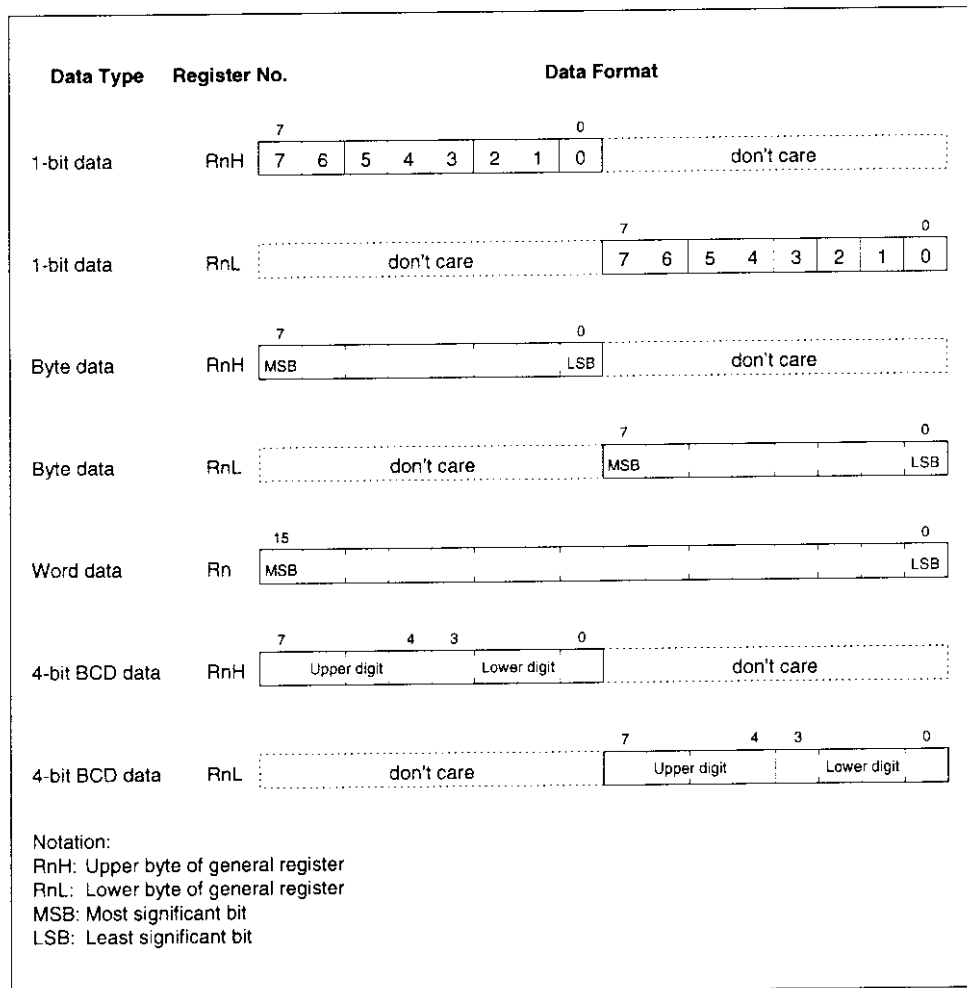 Data Type Register No. Data Format
7 0
1-bit data RnH 7 6 5 4 3 2 1 0 don't care
7 0
1-bit data RnL don't care 7 6 5 4 3 2 1 0
7 0
Byte data RnH MSB LSB don't care
7 0
Byte data RnL don't care MSB LSB
15 0
Word data Rn MSB LSB
7 4 3 0
4-bit BCD data RnH Upper digit Lower digit don't care
7 4 3 0
4-bit BCD data RnL don't care Upper digit Lower digit
Notation:
RnH: Upper byte of general register
RnL: Lower byte of general register
MSB: Most significant bit
LSB: Least significant bit